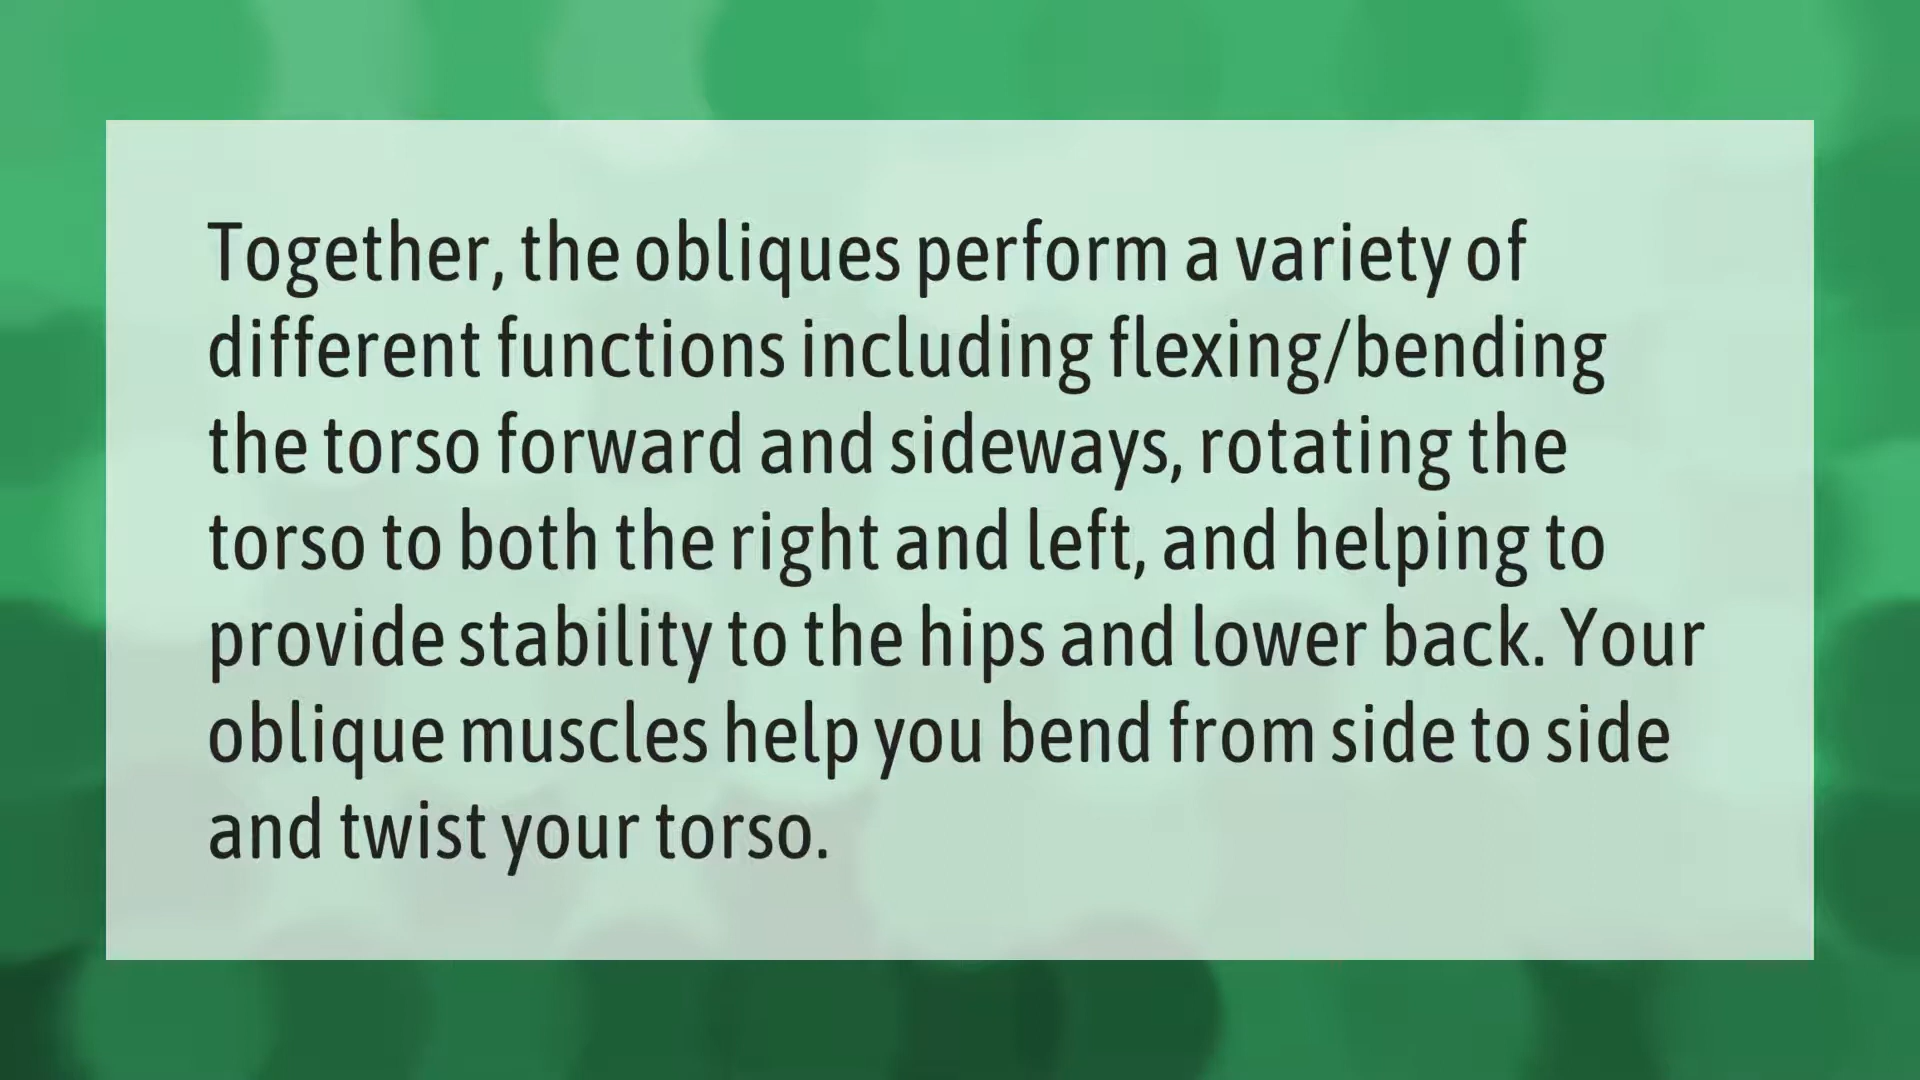 Together, the obliques perform a variety of
different functions including flexing/bending
the torso forward and sideways, rotating the
torso to both the right and left, and helping to
provide stability to the hips and lower back. Your
oblique muscles help you bend from side to side
and twist your torso.